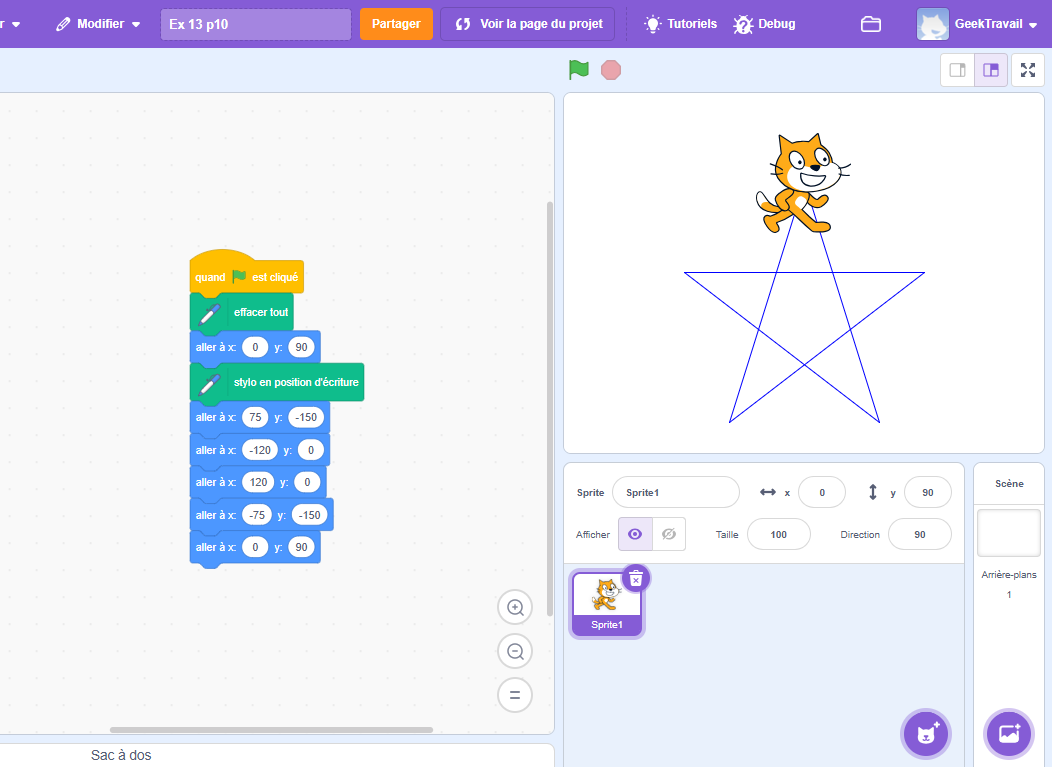 r Modifier Ex 13 p10 Partager Voir la page du projet Tutoriels Debug GeekTravail
quand est cliqué
effacer tout
aller à x: 0 y: 90
stylo en position d'écriture
aller à x: 75 y: -150
aller à x: -120 y: 0
aller à x: 120 y: 0
aller à x: -75 y: -150
aller à x: 0 y: 90
Sac à dos
Sprite Sprite1 x 0 y 90
Afficher Taille 100 Direction 90
Sprite1
Scène
Arrière-plans
1